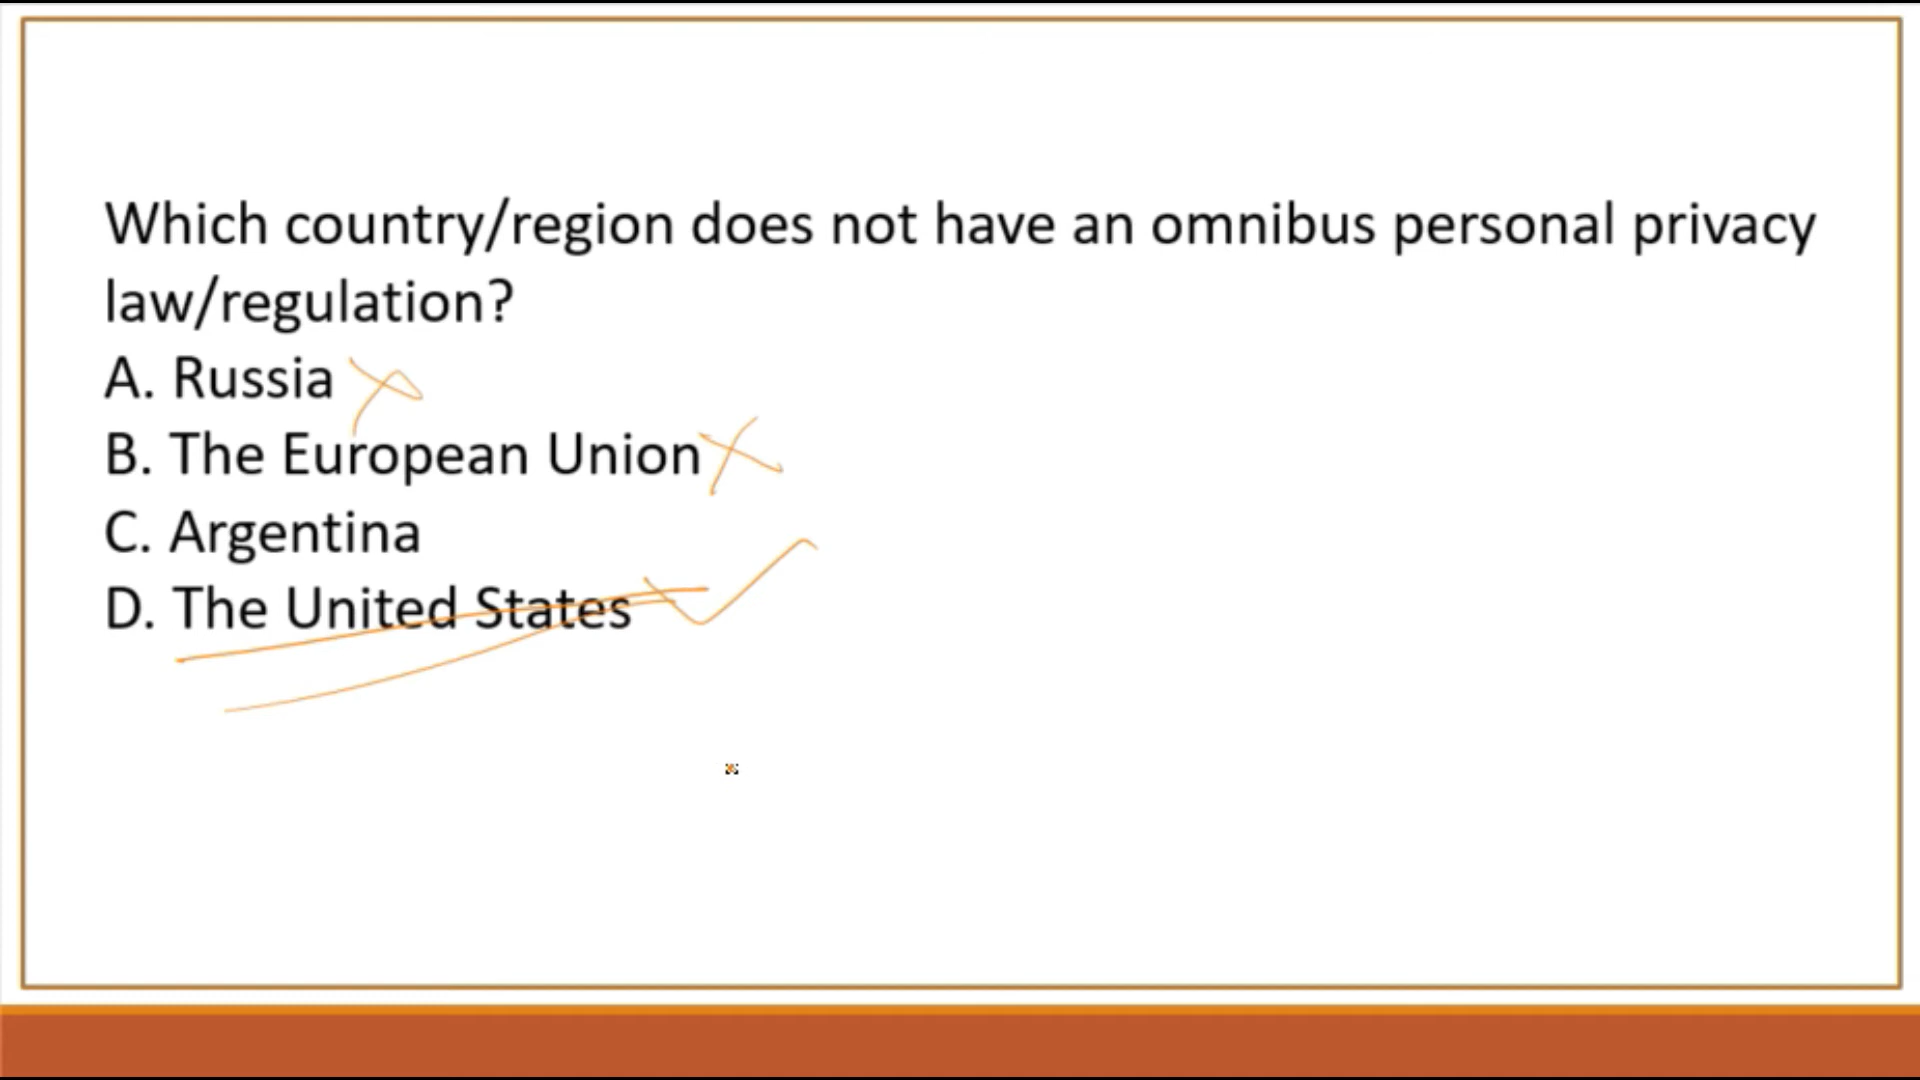 Which country/region does not have an omnibus personal privacy
law/regulation?
A. Russia
B. The European Union
C. Argentina
D. The United States